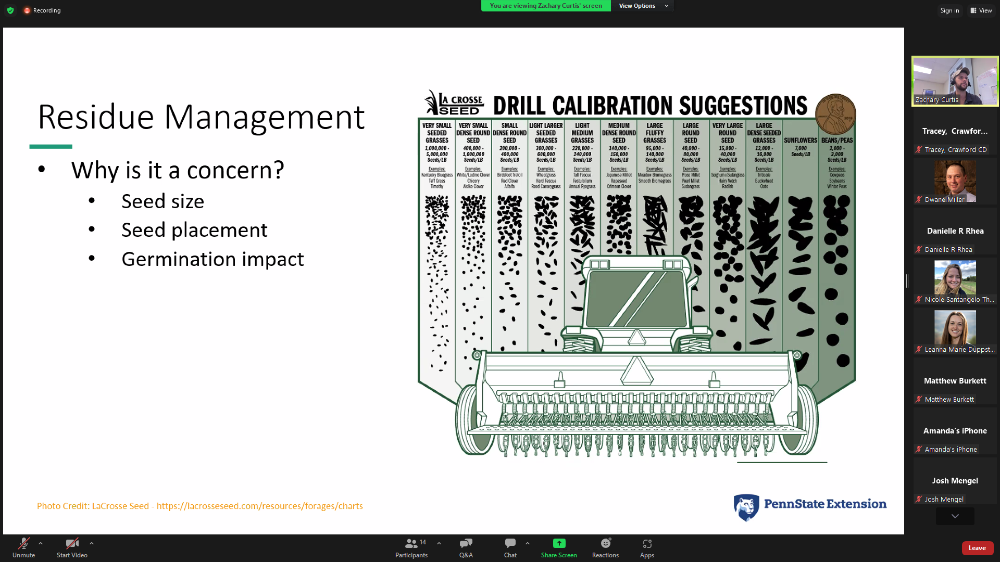 Recording
You are viewing Zachary Curtis' screen
View Options
Sign in
View
Residue Management
• Why is it a concern?
• Seed size
• Seed placement
• Germination impact
LA CROSSE
SEED
DRILL CALIBRATION SUGGESTIONS
VERY SMALL
SEEDED
GRASSES
1,000,000 -
5,000,000
Seeds/LB
Examples:
Kentucky Bluegrass
Teff Grass
Timothy
VERY SMALL
DENSE ROUND
SEED
400,000 -
1,000,000
Seeds/LB
Examples:
White/Ladino Clover
Chicory
Alsike Clover
SMALL
DENSE ROUND
SEED
200,000 -
400,000
Seeds/LB
Examples:
Birdsfoot Trefoil
Red Clover
Alfalfa
LIGHT LARGER
SEEDED
GRASSES
300,000 -
600,000
Seeds/LB
Examples:
Wheatgrass
Hard Fescue
Reed Canarygrass
LIGHT
MEDIUM
GRASSES
220,000 -
240,000
Seeds/LB
Examples:
Tall Fescue
Festulolium
Annual Ryegrass
MEDIUM
DENSE ROUND
SEED
140,000 -
150,000
Seeds/LB
Examples:
Japanese Millet
Rapeseed
Crimson Clover
LARGE
FLUFFY
GRASSES
95,000 -
140,000
Seeds/LB
Examples:
Meadow Bromegrass
Smooth Bromegrass
LARGE
ROUND
SEED
40,000 -
80,000
Seeds/LB
Examples:
Proso Millet
Pearl Millet
Sudangrass
VERY LARGE
ROUND
SEED
15,000 -
40,000
Seeds/LB
Examples:
Sorghum x Sudangrass
Hairy Vetch
Radish
LARGE
DENSE SEEDED
GRASSES
12,000 -
16,000
Seeds/LB
Examples:
Triticale
Buckwheat
Oats
SUNFLOWERS
7,000
Seeds/LB
BEANS/PEAS
2,000 -
3,000
Seeds/LB
Examples:
Cowpeas
Soybeans
Winter Peas
Photo Credit: LaCrosse Seed - https://lacrosseseed.com/resources/forages/charts
PennState Extension
Zachary Curtis
Tracey, Crawfor...
Tracey, Crawford CD
Dwane Miller
Danielle R Rhea
Danielle R Rhea
Nicole Santangelo Th...
Leanna Marie Duppst...
Matthew Burkett
Matthew Burkett
Amanda's iPhone
Amanda's iPhone
Josh Mengel
Josh Mengel
Unmute
Start Video
14
Participants
Q&A
Chat
Share Screen
Reactions
Apps
Leave